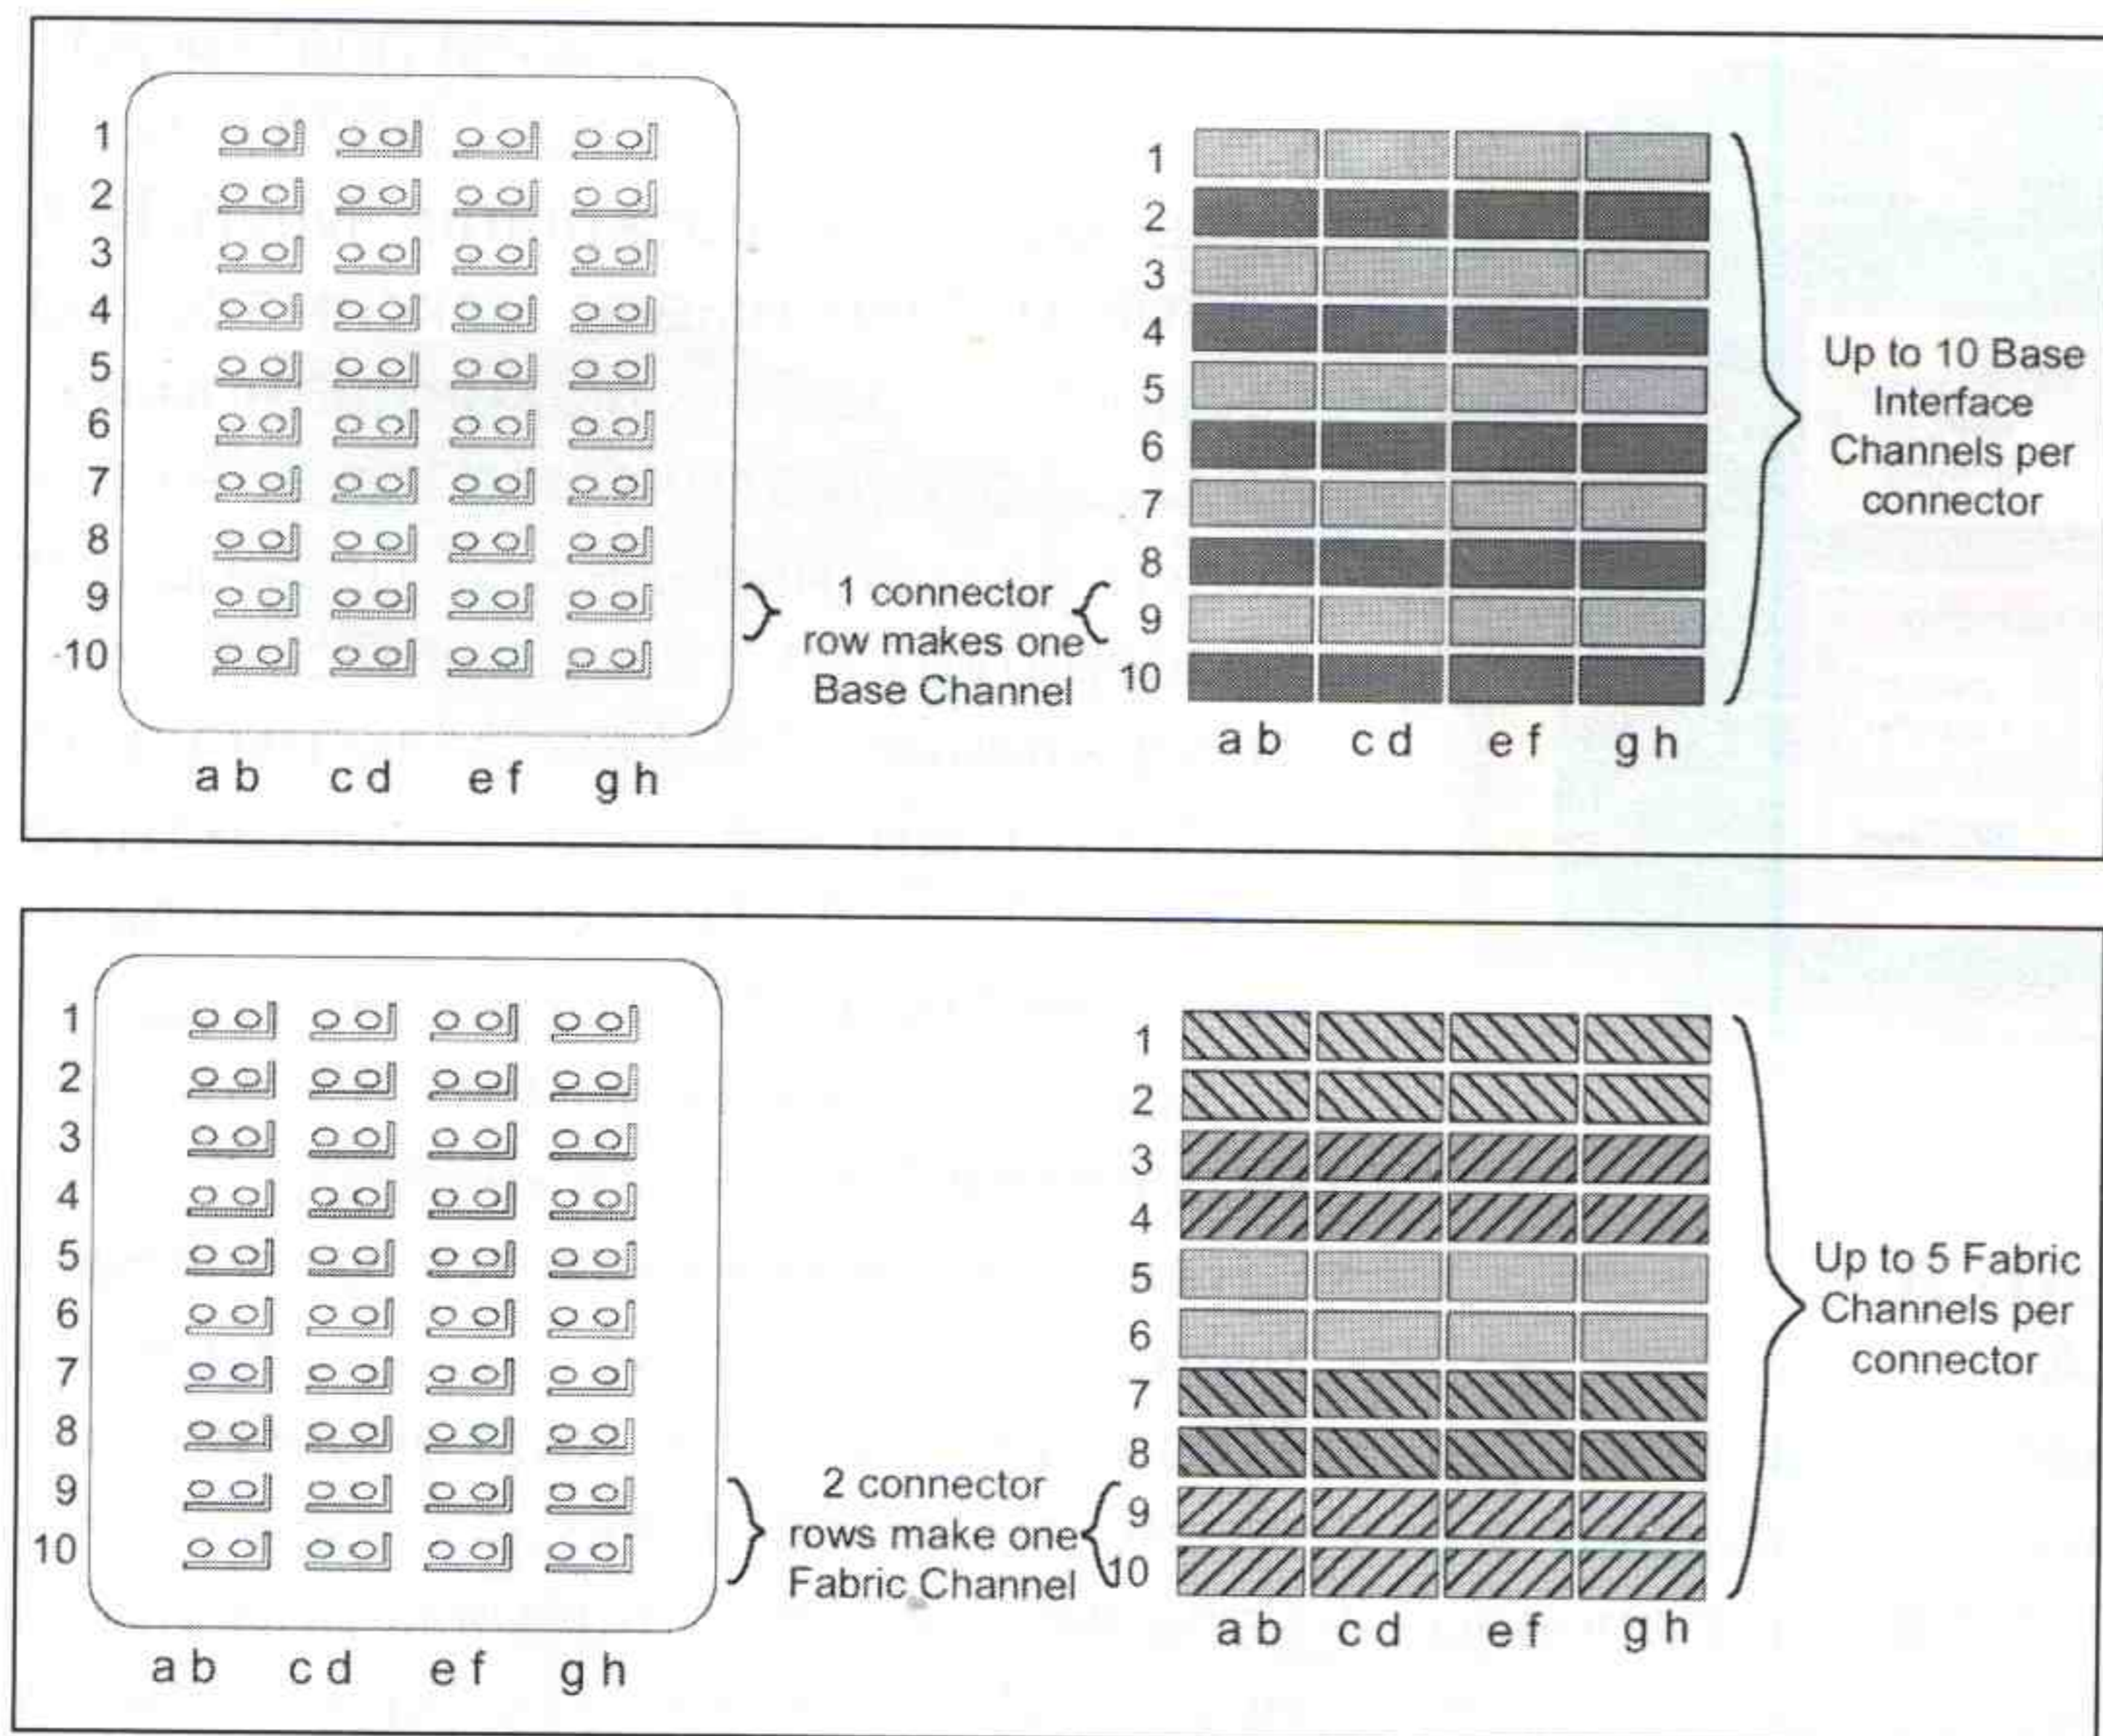 1
2
3
4
5
6
7
8
9
10
a b c d e f g h
1 connector
row makes one
Base Channel
1
2
3
4
5
6
7
8
9
10
a b c d e f g h
Up to 10 Base
Interface
Channels per
connector
1
2
3
4
5
6
7
8
9
10
a b c d e f g h
2 connector
rows make one
Fabric Channel
1
2
3
4
5
6
7
8
9
10
a b c d e f g h
Up to 5 Fabric
Channels per
connector